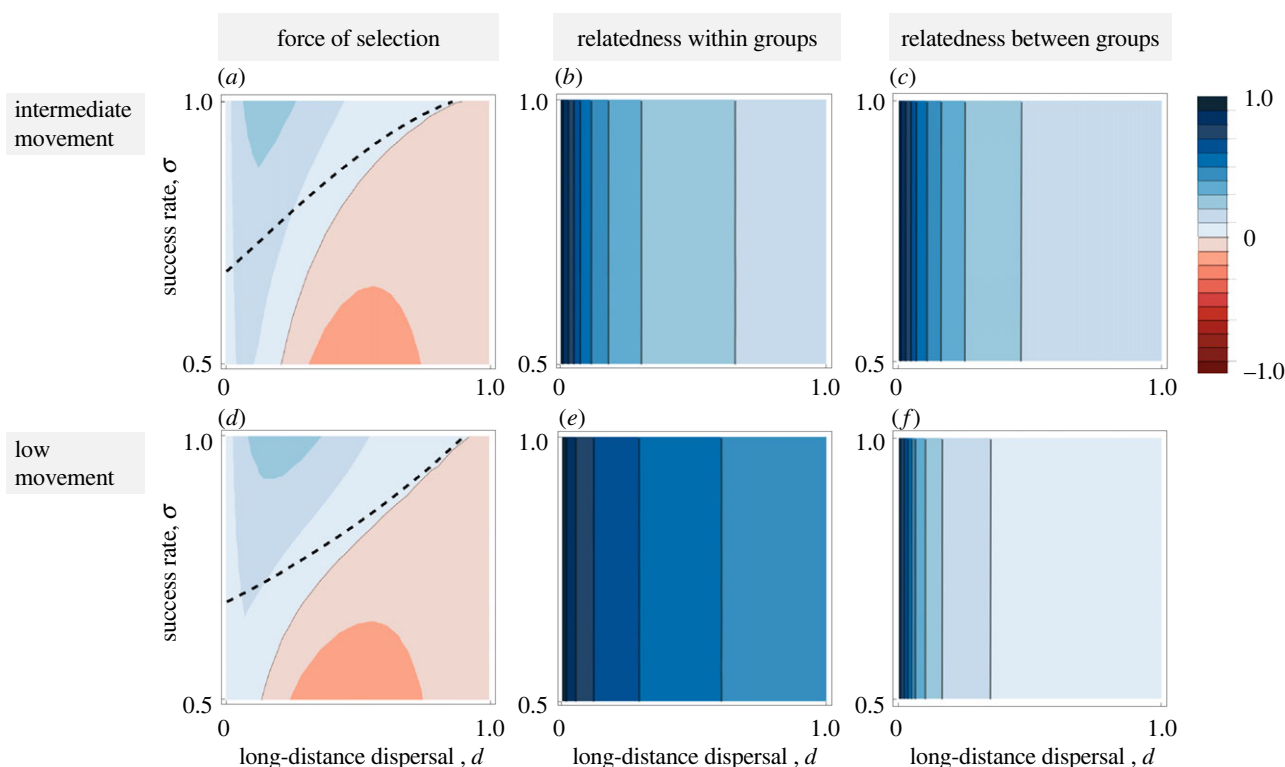 force of selection
relatedness within groups
relatedness between groups
intermediate
movement
(a)
(b)
(c)
1.0
success rate, σ
0.5
0
1.0
1.0
0.5
0
1.0
1.0
0.5
0
1.0
1.0
0
–1.0
low
movement
(d)
(e)
(f)
1.0
success rate, σ
0.5
0
1.0
long-distance dispersal , d
1.0
0.5
0
1.0
long-distance dispersal , d
1.0
0.5
0
1.0
long-distance dispersal , d